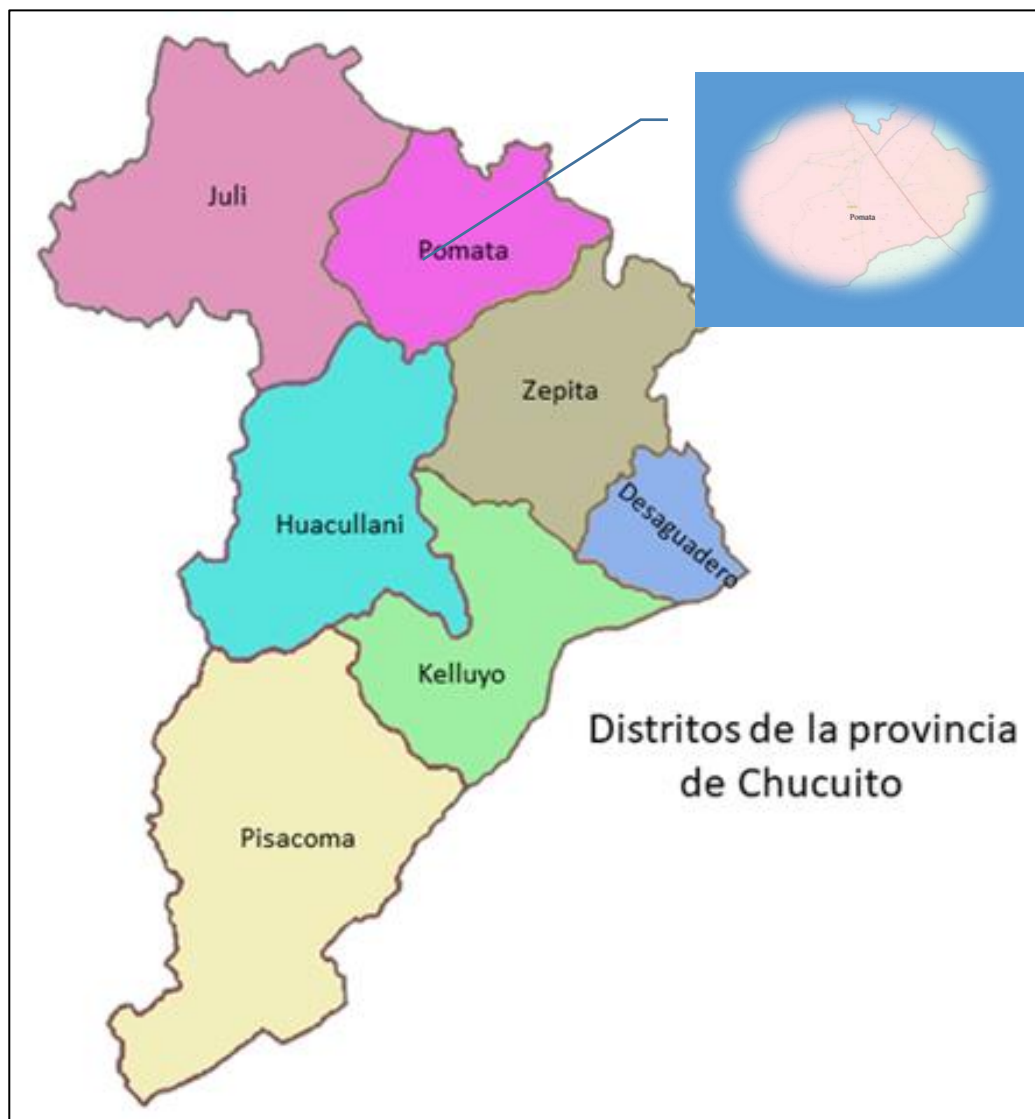 Juli
Pomata
Pomata
Zepita
Desaguadero
Huacullani
Kelluyo
Distritos de la provincia
de Chucuito
Pisacoma